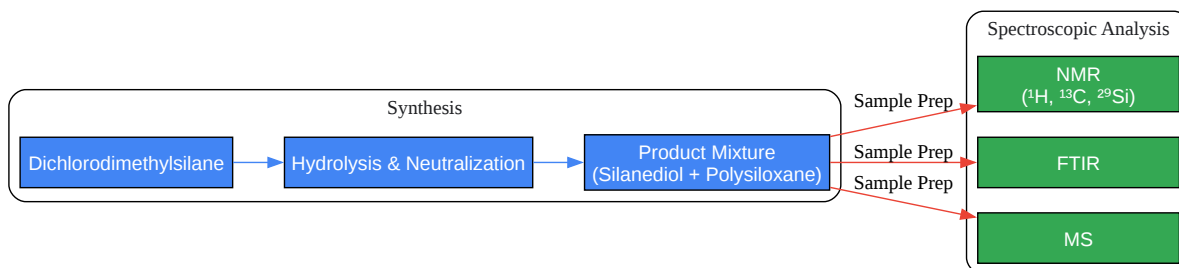 Spectroscopic Analysis
NMR
(¹H, ¹³C, ²⁹Si)
Sample Prep
Synthesis
Dichlorodimethylsilane
Hydrolysis & Neutralization
Product Mixture
(Silanediol + Polysiloxane)
Sample Prep
FTIR
Sample Prep
MS